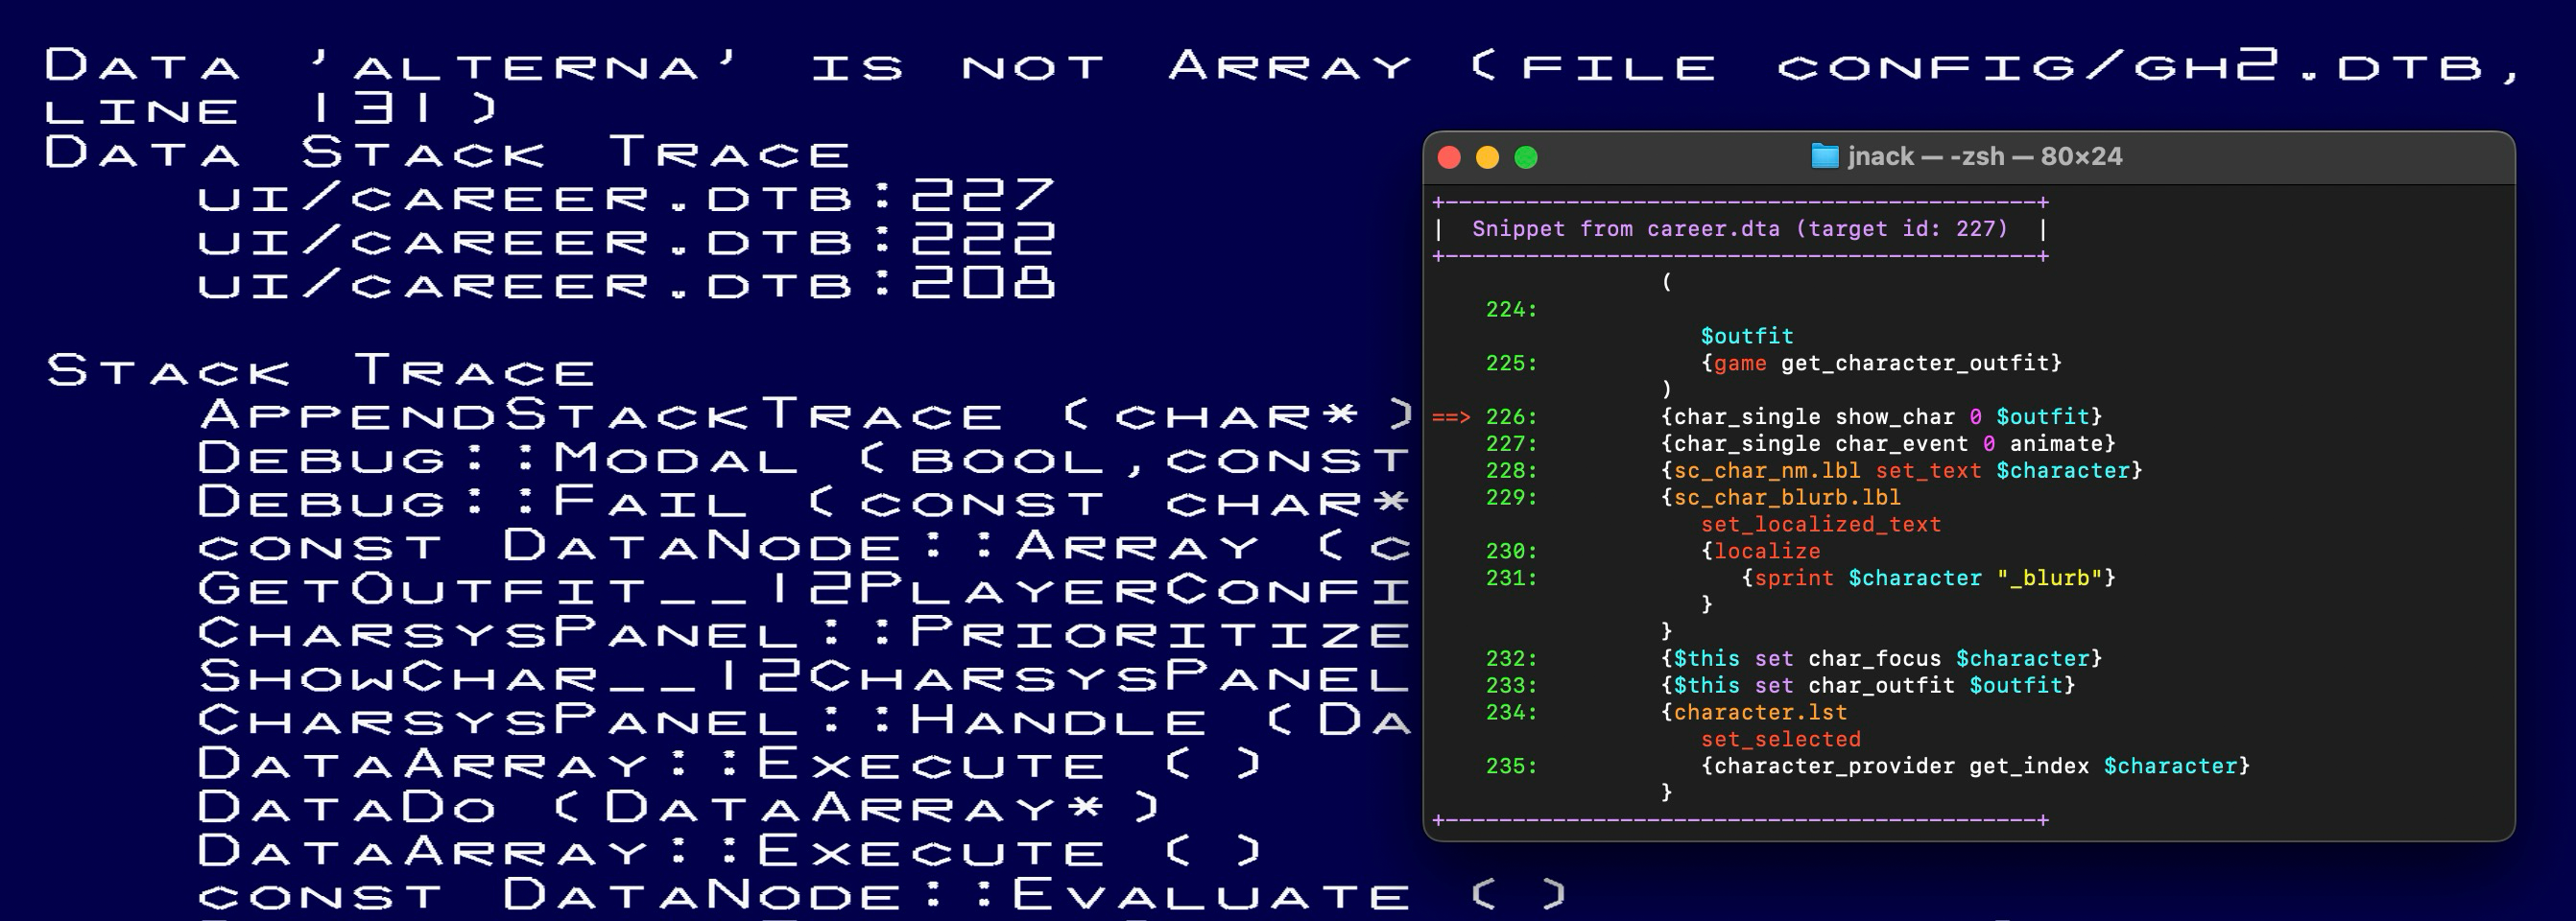 Data 'alterna' is not Array (file config/gh2.dtb,
line 131)
Data Stack Trace
ui/career.dtb:227
ui/career.dtb:222
ui/career.dtb:208
Stack Trace
AppendStackTrace (char*)
Debug::Modal (bool,const
Debug::Fail (const char*
const DataNode::Array (c
GetOutfit__12PlayerConfi
CharsysPanel::Prioritize
ShowChar__12CharsysPanel
CharsysPanel::Handle (Da
DataArray::Execute ()
DataDo (DataArray*)
DataArray::Execute ()
const DataNode::Evaluate ()
jnack — -zsh — 80×24
+--------------------------------------------+
| Snippet from career.dta (target id: 227) |
+--------------------------------------------+
(
224:
$outfit
225: {game get_character_outfit}
)
==> 226: {char_single show_char 0 $outfit}
227: {char_single char_event 0 animate}
228: {sc_char_nm.lbl set_text $character}
229: {sc_char_blurb.lbl
set_localized_text
230: {localize
231: {sprint $character "_blurb"}
}
}
232: {$this set char_focus $character}
233: {$this set char_outfit $outfit}
234: {character.lst
set_selected
235: {character_provider get_index $character}
}
+--------------------------------------------+